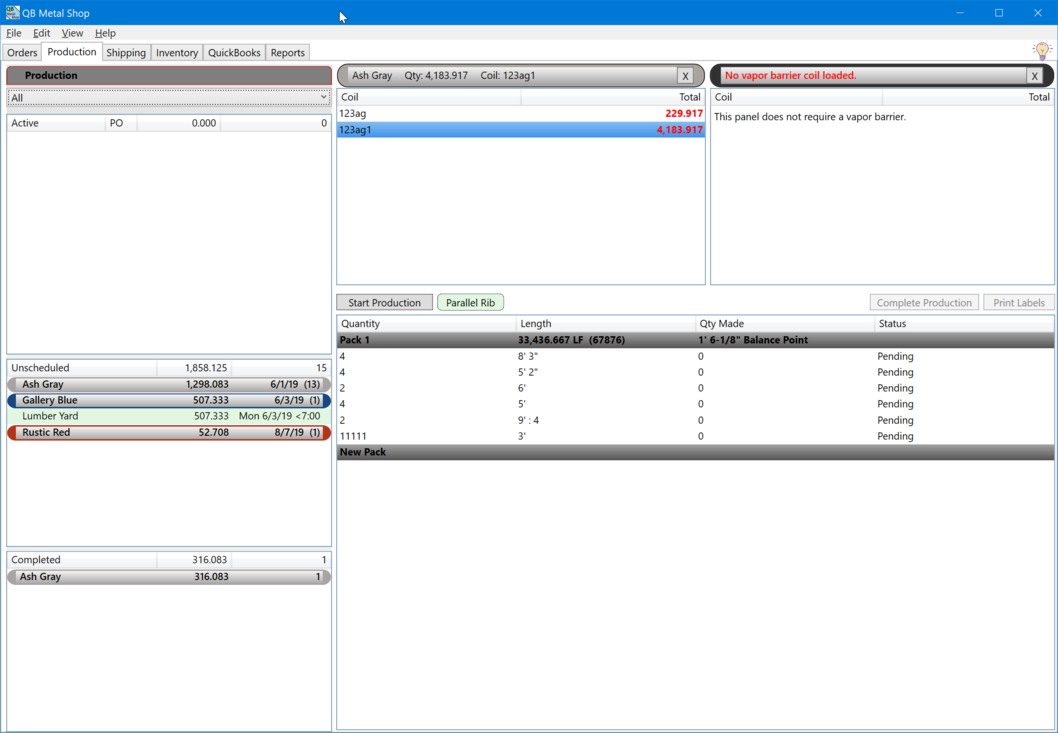 QB Metal Shop
File Edit View Help
Orders Production Shipping Inventory QuickBooks Reports
Production
All
Active PO 0.000 0
Unscheduled 1,858.125 15
Ash Gray 1,298.083 6/1/19 (13)
Gallery Blue 507.333 6/3/19 (1)
Lumber Yard 507.333 Mon 6/3/19 <7:00
Rustic Red 52.708 8/7/19 (1)
Completed 316.083 1
Ash Gray 316.083 1
Ash Gray Qty: 4,183.917 Coil: 123ag1 X
Coil Total
123ag 229.917
123ag1 4,183.917
No vapor barrier coil loaded. X
Coil Total
This panel does not require a vapor barrier.
Start Production Parallel Rib Complete Production Print Labels
Quantity Length Qty Made Status
Pack 1 33,436.667 LF (67876) 1' 6-1/8" Balance Point
4 8' 3" 0 Pending
4 5' 2" 0 Pending
2 6' 0 Pending
4 5' 0 Pending
2 9' : 4 0 Pending
11111 3' 0 Pending
New Pack